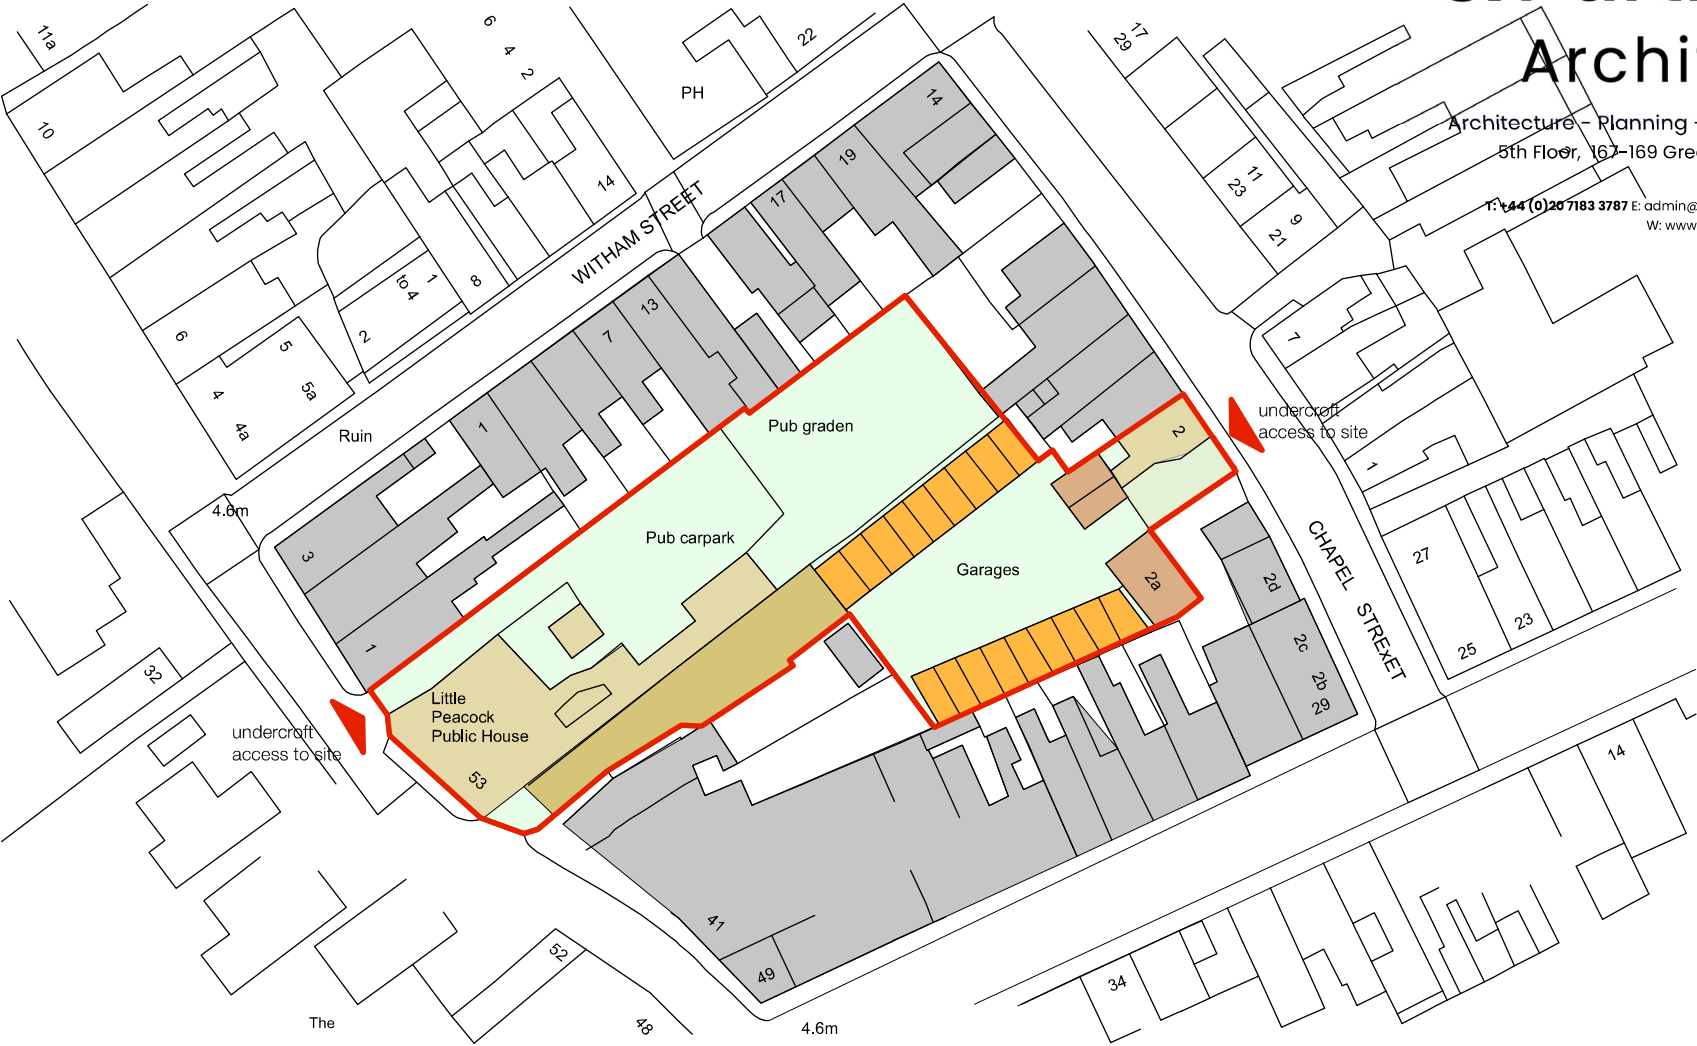 Archi
Architecture - Planning -
5th Floor, 167-169 Gree
T: +44 (0)20 7183 3787 E: admin@
W: www
11a
6
4
2
22
17
29
PH
10
14
14
19
11
23
9
21
17
WITHAM STREET
1
to 4
8
2
13
7
6
5
5a
4
4a
7
undercroft
access to site
Pub graden
1
Ruin
2
1
4.6m
Pub carpark
3
Garages
2a
2d
CHAPEL STRExET
27
23
25
1
2c
2b
29
32
Little
Peacock
Public House
53
undercroft
access to site
14
41
49
52
34
The
48
4.6m